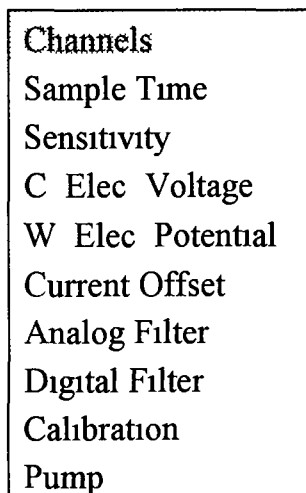 Channels
Sample Time
Sensitivity
C Elec Voltage
W Elec Potential
Current Offset
Analog Filter
Digital Filter
Calibration
Pump